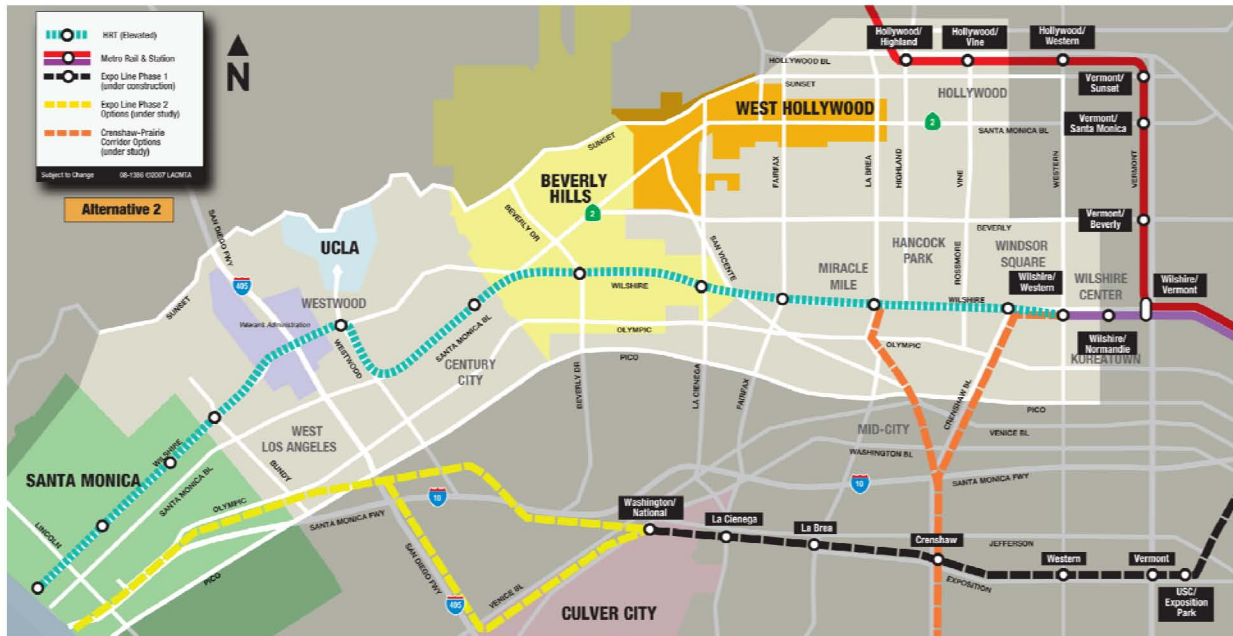 HRT (Elevated)
Metro Rail & Station
Expo Line Phase 1
(under construction)
Expo Line Phase 2
Options (under study)
Crenshaw-Prairie
Corridor Options
(under study)
Subject to Change 08-1386 ©2007 LACMTA
Alternative 2
N
Hollywood/
Highland
Hollywood/
Vine
Hollywood/
Western
HOLLYWOOD BL
SUNSET
Vermont/
Sunset
HOLLYWOOD
WEST HOLLYWOOD
2
SANTA MONICA BL
Vermont/
Santa Monica
SUNSET
BEVERLY
HILLS
FAIRFAX
LA BREA
HIGHLAND
VINE
WESTERN
VERMONT
SAN DIEGO FWY
BEVERLY DR
2
Vermont/
Beverly
BEVERLY
UCLA
SAN VICENTE
HANCOCK
PARK
ROSSMORE
WINDSOR
SQUARE
MIRACLE
MILE
405
SUNSET
WESTWOOD
Veterans Administration
WILSHIRE
WILSHIRE
Wilshire/
Western
WILSHIRE
CENTER
Wilshire/
Vermont
SANTA MONICA BL
OLYMPIC
OLYMPIC
Wilshire/
Normandie
KOREATOWN
WESTWOOD
CENTURY
CITY
PICO
BEVERLY DR
LA CIENEGA
FAIRFAX
CRENSHAW BL
PICO
WEST
LOS ANGELES
MID-CITY
VENICE BL
WASHINGTON BL
WILSHIRE
SANTA MONICA
SANTA MONICA BL
BUNDY
LINCOLN
OLYMPIC
SANTA MONICA FWY
10
10
SANTA MONICA FWY
Washington/
National
La Cienega
La Brea
Crenshaw
JEFFERSON
Western
Vermont
EXPOSITION
PICO
SAN DIEGO FWY
405
VENICE BL
CULVER CITY
USC/
Exposition
Park